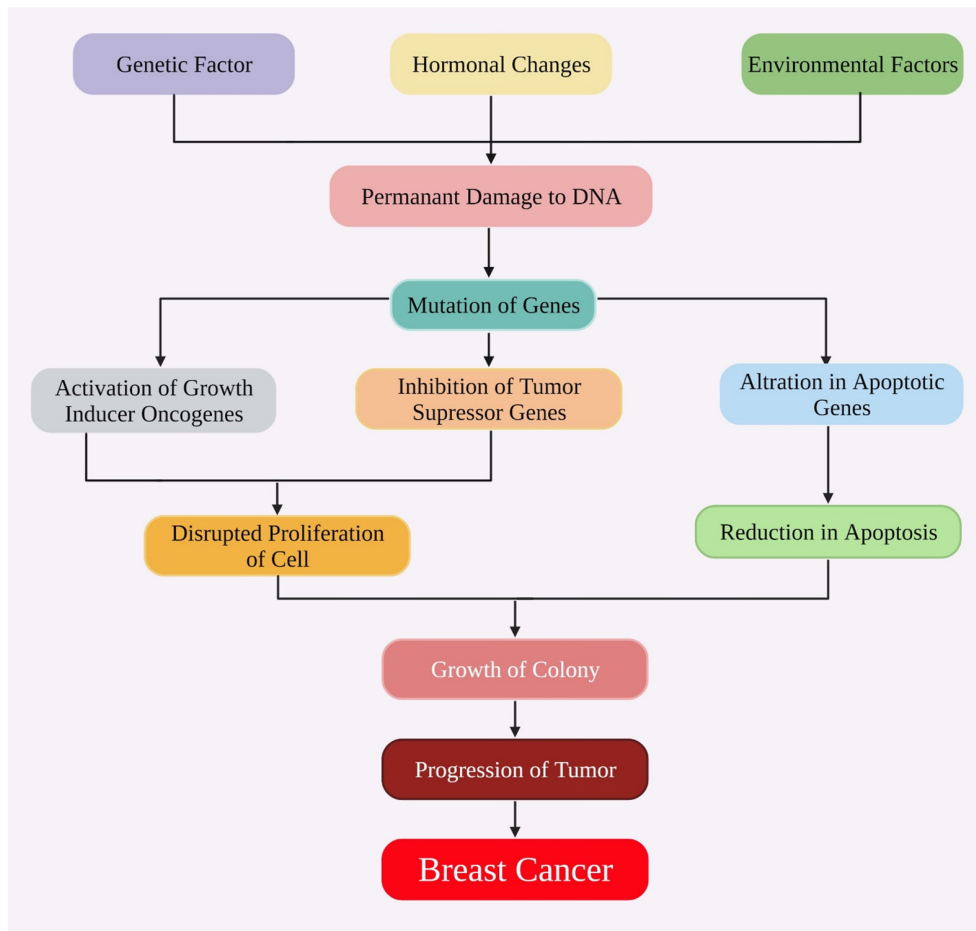 Genetic Factor
Hormonal Changes
Environmental Factors
Permanant Damage to DNA
Mutation of Genes
Activation of Growth
Inducer Oncogenes
Inhibition of Tumor
Supressor Genes
Altration in Apoptotic
Genes
Disrupted Proliferation
of Cell
Reduction in Apoptosis
Growth of Colony
Progression of Tumor
Breast Cancer